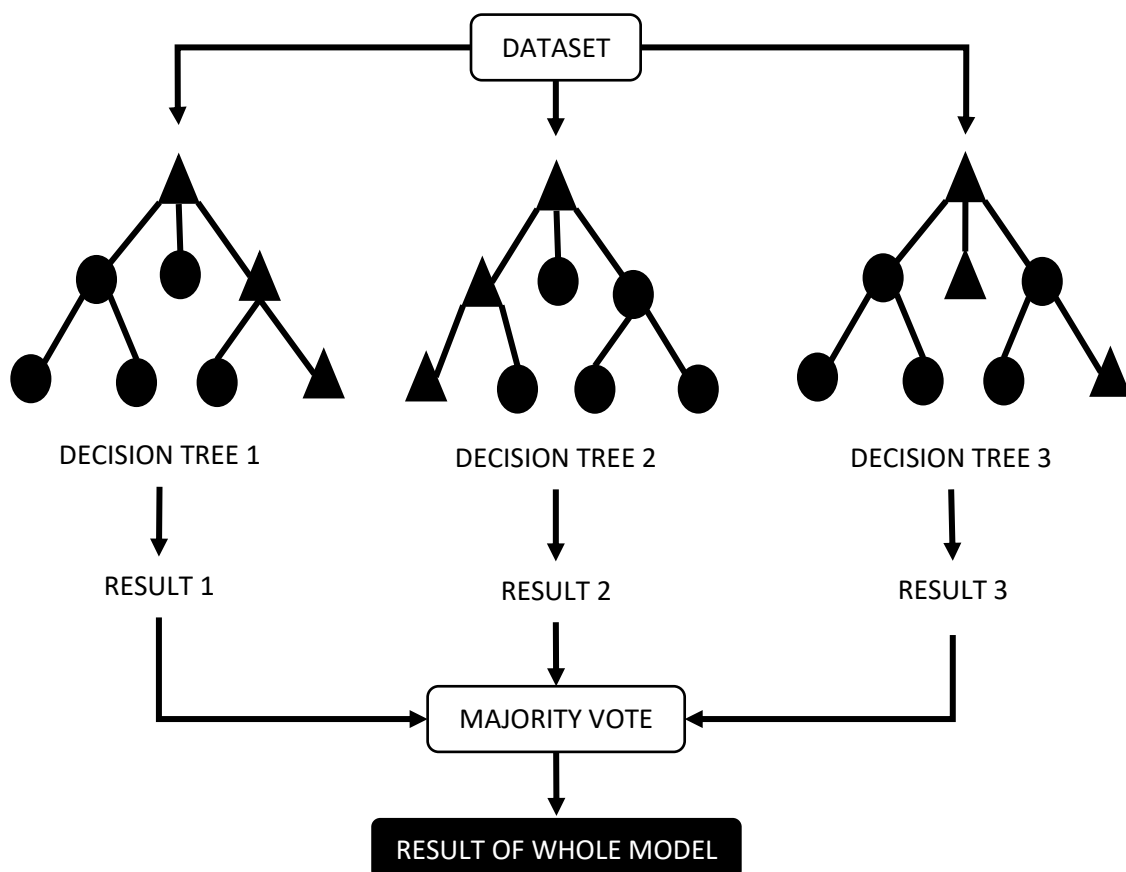 DATASET
DECISION TREE 1
DECISION TREE 2
DECISION TREE 3
RESULT 1
RESULT 2
RESULT 3
MAJORITY VOTE
RESULT OF WHOLE MODEL